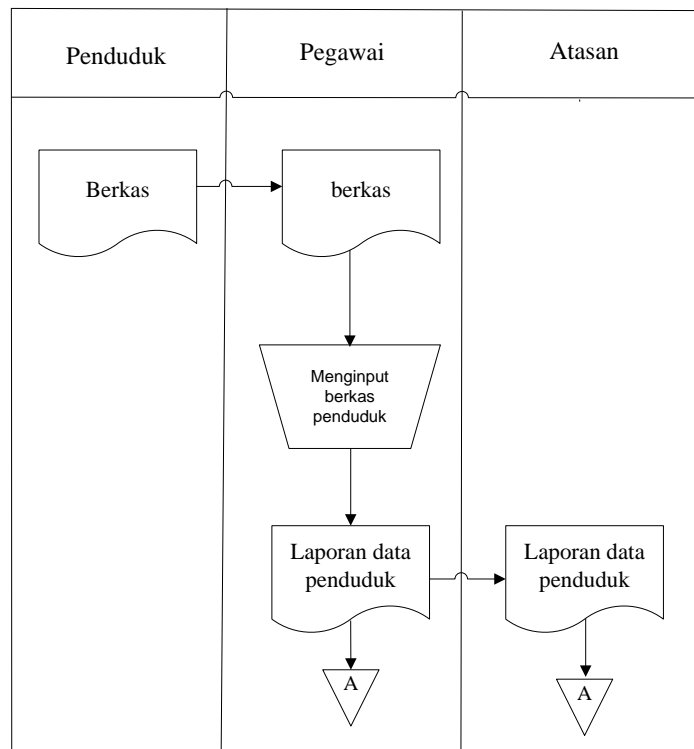 Penduduk
Pegawai
Atasan
Berkas
berkas
Menginput
berkas
penduduk
Laporan data
penduduk
Laporan data
penduduk
A
A